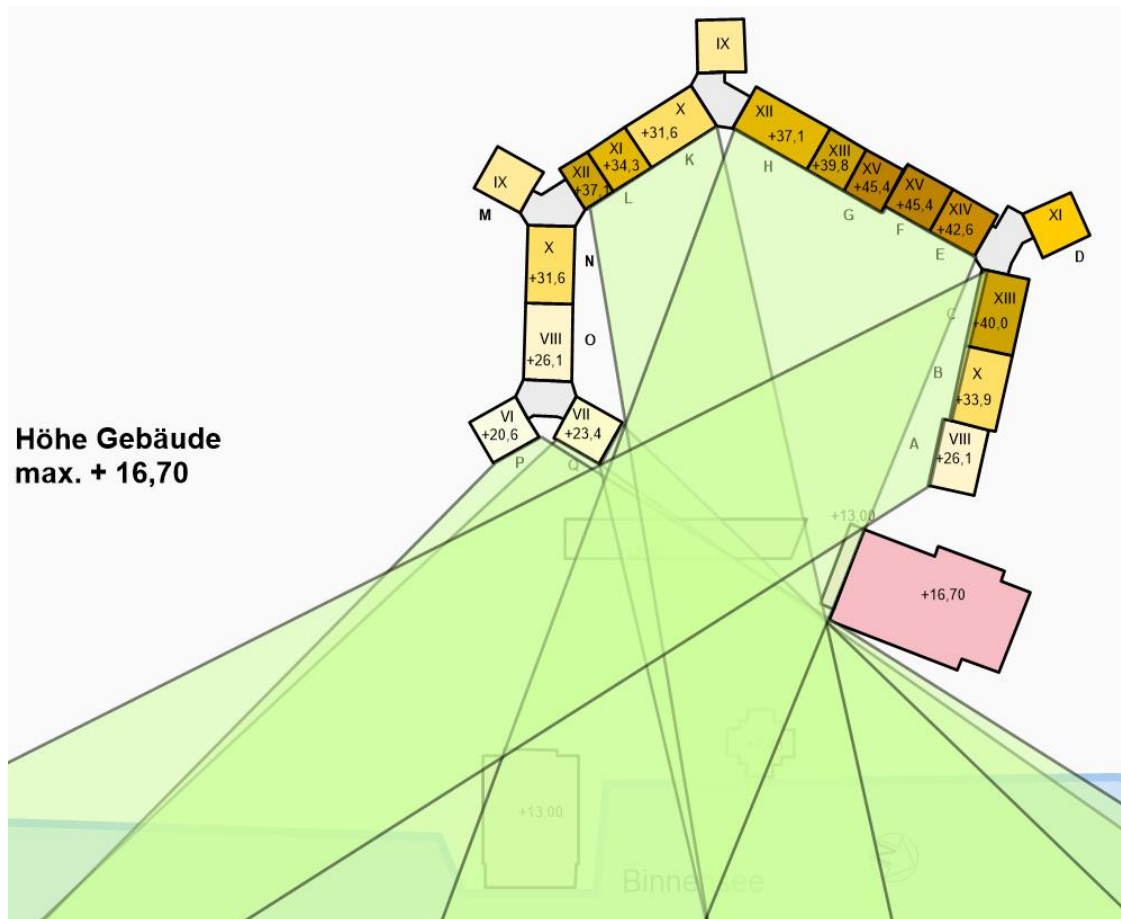 IX
X
+31,6
K
XII
+37,1
H
XI
+34,3
XII
+37,1
L
XIII
+39,8
XV
+45,4
G
XV
+45,4
F
XIV
+42,6
E
IX
M
XI
D
X
+31,6
N
XIII
+40,0
C
VIII
+26,1
O
X
+33,9
B
VI
+20,6
P
VII
+23,4
Q
VIII
+26,1
A
Höhe Gebäude
max. + 16,70
+13,00
+16,70
+13,00
Binnensee